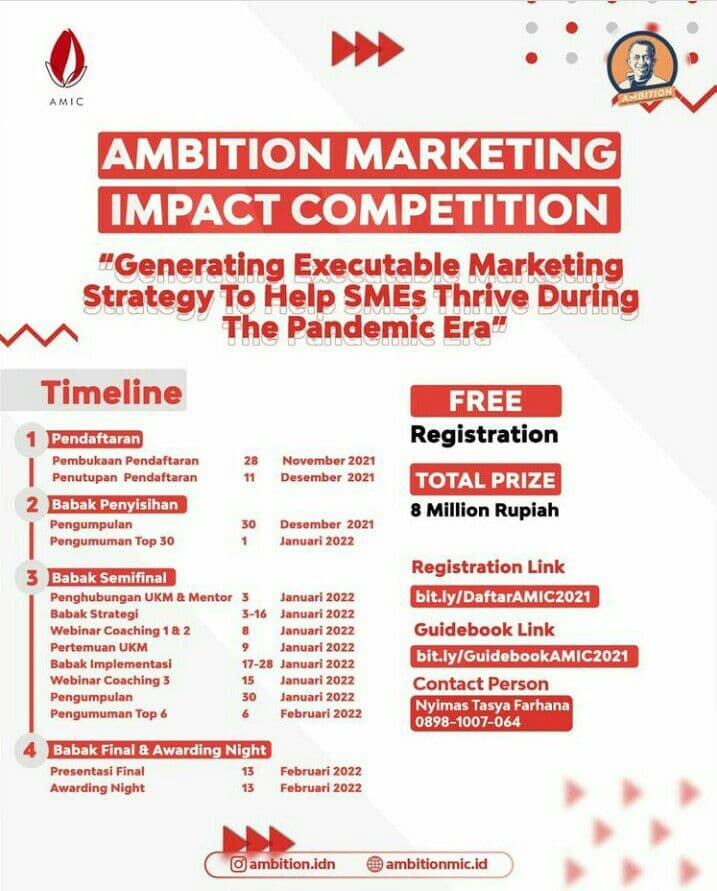 AMIC
AMBITION
AMBITION MARKETING
IMPACT COMPETITION
"Generating Executable Marketing
Strategy To Help SMEs Thrive During
The Pandemic Era"
Timeline
1 Pendaftaran
Pembukaan Pendaftaran 28 November 2021
Penutupan Pendaftaran 11 Desember 2021
2 Babak Penyisihan
Pengumpulan 30 Desember 2021
Pengumuman Top 30 1 Januari 2022
3 Babak Semifinal
Penghubungan UKM & Mentor 3 Januari 2022
Babak Strategi 3-16 Januari 2022
Webinar Coaching 1 & 2 8 Januari 2022
Pertemuan UKM 9 Januari 2022
Babak Implementasi 17-28 Januari 2022
Webinar Coaching 3 15 Januari 2022
Pengumpulan 30 Januari 2022
Pengumuman Top 6 6 Februari 2022
4 Babak Final & Awarding Night
Presentasi Final 13 Februari 2022
Awarding Night 13 Februari 2022
FREE
Registration
TOTAL PRIZE
8 Million Rupiah
Registration Link
bit.ly/DaftarAMIC2021
Guidebook Link
bit.ly/GuidebookAMIC2021
Contact Person
Nyimas Tasya Farhana
0898-1007-064
ambition.idn ambitionmic.id